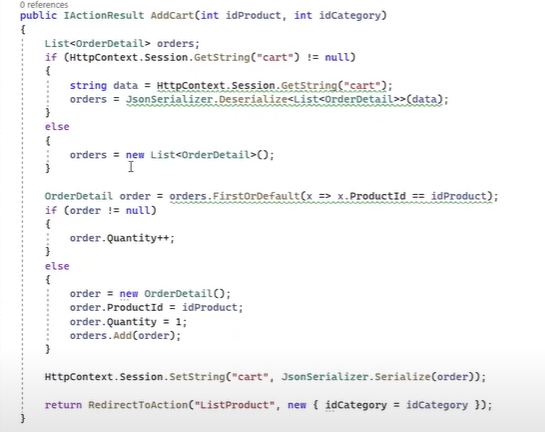 0 references
public IActionResult AddCart(int idProduct, int idCategory)
{
    List<OrderDetail> orders;
    if (HttpContext.Session.GetString("cart") != null)
    {
        string data = HttpContext.Session.GetString("cart");
        orders = JsonSerializer.Deserialize<List<OrderDetail>>(data);
    }
    else
    {
        orders = new List<OrderDetail>();
    }

    OrderDetail order = orders.FirstOrDefault(x => x.ProductId == idProduct);
    if (order != null)
    {
        order.Quantity++;
    }
    else
    {
        order = new OrderDetail();
        order.ProductId = idProduct;
        order.Quantity = 1;
        orders.Add(order);
    }

    HttpContext.Session.SetString("cart", JsonSerializer.Serialize(order));

    return RedirectToAction("ListProduct", new { idCategory = idCategory });
}